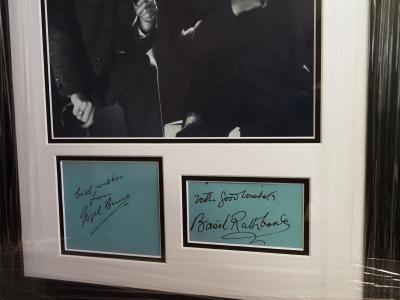 best wishes
from
Nigel Bruce
With Good Wishes
Basil Rathbone